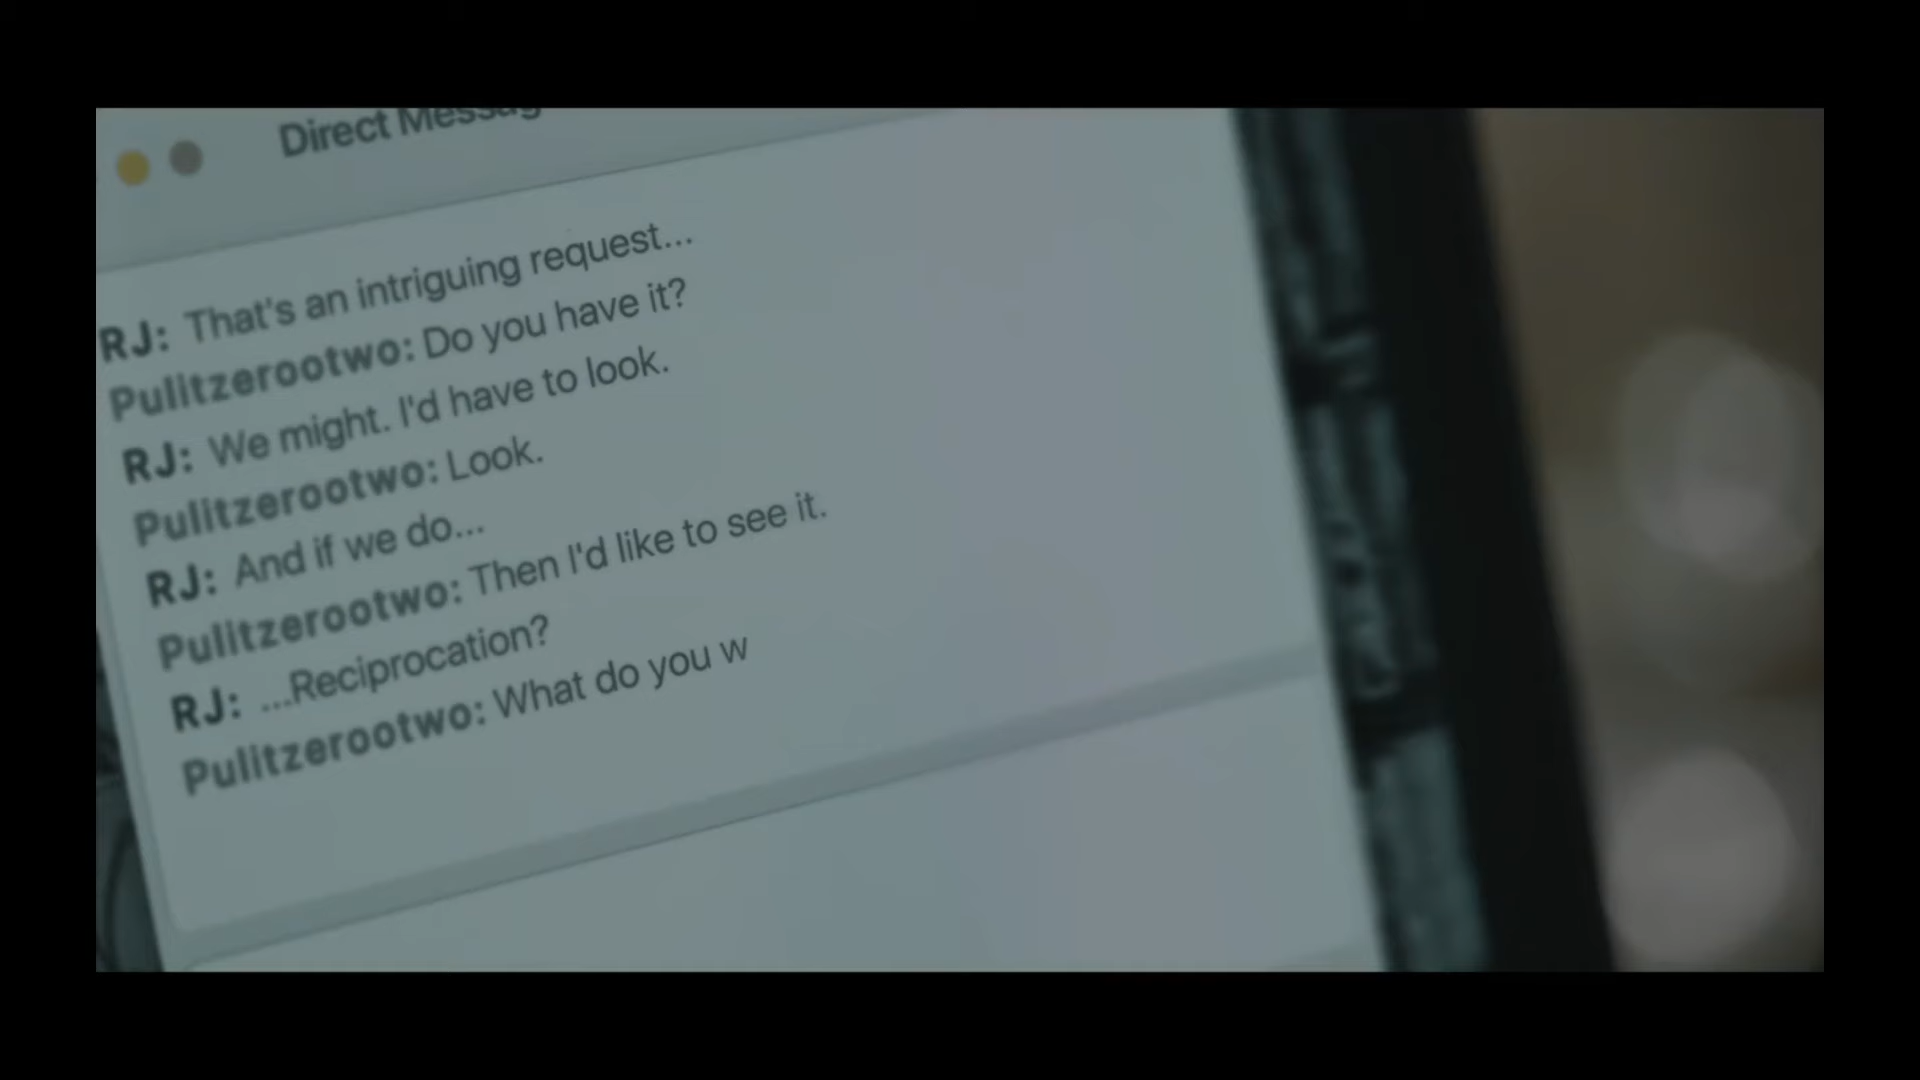 Direct Messag
RJ: That's an intriguing request...
Pulitzerootwo: Do you have it?
RJ: We might. I'd have to look.
Pulitzerootwo: Look.
RJ: And if we do...
Pulitzerootwo: Then I'd like to see it.
RJ: ...Reciprocation?
Pulitzerootwo: What do you w